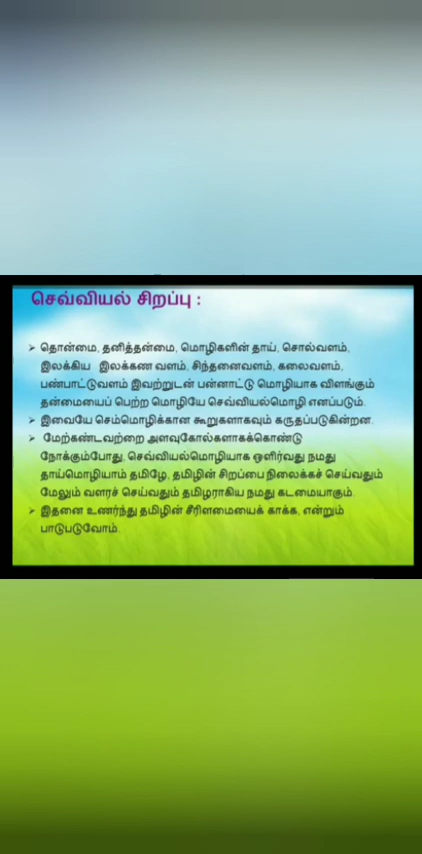 செவ்வியல் சிறப்பு :
➢ தொன்மை, தனித்தன்மை, மொழிகளின் தாய், சொல்வளம்,
இலக்கிய இலக்கண வளம், சிந்தனைவளம், கலைவளம்,
பண்பாட்டுவளம் இவற்றுடன் பன்னாட்டு மொழியாக விளங்கும்
தன்மையைப் பெற்ற மொழியே செவ்வியல்மொழி எனப்படும்.
➢ இவையே செம்மொழிக்கான கூறுகளாகவும் கருதப்படுகின்றன.
➢ மேற்கண்டவற்றை அளவுகோல்களாகக்கொண்டு
நோக்கும்போது, செவ்வியல்மொழியாக ஒளிர்வது நமது
தாய்மொழியாம் தமிழே, தமிழின் சிறப்பை நிலைக்கச் செய்வதும்
மேலும் வளரச் செய்வதும் தமிழராகிய நமது கடமையாகும்.
➢ இதனை உணர்ந்து தமிழின் சீரிளமையைக் காக்க, என்றும்
பாடுபடுவோம்.